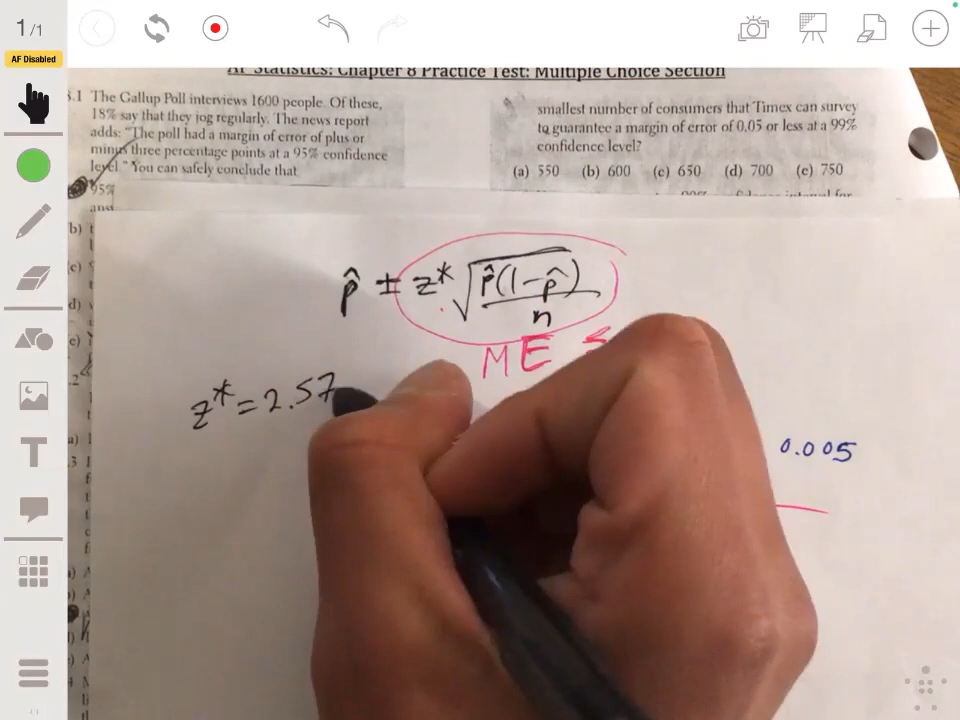 1/1
AF Disabled
AP Statistics: Chapter 8 Practice Test: Multiple Choice Section
8.1 The Gallup Poll interviews 1600 people. Of these,
18% say that they jog regularly. The news report
adds: "The poll had a margin of error of plus or
minus three percentage points at a 95% confidence
level." You can safely conclude that
95%
b)
d)
a)
smallest number of consumers that Timex can survey
to guarantee a margin of error of 0.05 or less at a 99%
confidence level?
(a) 550 (b) 600 (c) 650 (d) 700 (e) 750
p̂ ± z* √p̂(1-p̂)/n
ME ≤
z* = 2.57
0.005
T